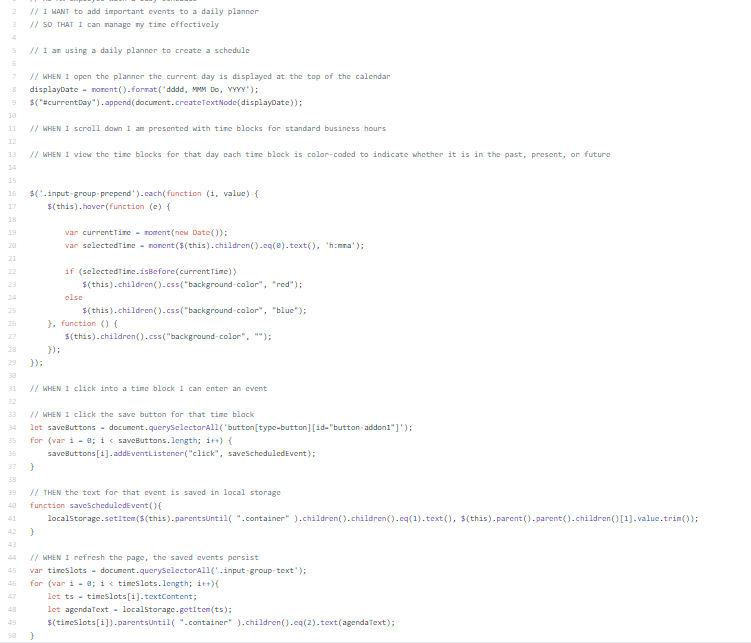 2 // I WANT to add important events to a daily planner
3 // SO THAT I can manage my time effectively
4
5 // I am using a daily planner to create a schedule
6
7 // WHEN I open the planner the current day is displayed at the top of the calendar
8 displayDate = moment().format('dddd, MMM Do, YYYY');
9 $("#currentDay").append(document.createTextNode(displayDate));
10
11 // WHEN I scroll down I am presented with time blocks for standard business hours
12
13 // WHEN I view the time blocks for that day each time block is color-coded to indicate whether it is in the past, present, or future
14
15
16 $('.input-group-prepend').each(function (i, value) {
17 $(this).hover(function (e) {
18
19 var currentTime = moment(new Date());
20 var selectedTime = moment($(this).children().eq(0).text(), 'h:mma');
21
22 if (selectedTime.isBefore(currentTime))
23 $(this).children().css("background-color", "red");
24 else
25 $(this).children().css("background-color", "blue");
26 }, function () {
27 $(this).children().css("background-color", "");
28 });
29 });
30
31 // WHEN I click into a time block I can enter an event
32
33 // WHEN I click the save button for that time block
34 let saveButtons = document.querySelectorAll('button[type=button][id="button-addon1"]');
35 for (var i = 0; i < saveButtons.length; i++) {
36 saveButtons[i].addEventListener("click", saveScheduledEvent);
37 }
38
39 // THEN the text for that event is saved in local storage
40 function saveScheduledEvent(){
41 localStorage.setItem($(this).parentsUntil( ".container" ).children().children().eq(1).text(), $(this).parent().parent().children()[1].value.trim());
42 }
43
44 // WHEN I refresh the page, the saved events persist
45 var timeSlots = document.querySelectorAll('.input-group-text');
46 for (var i = 0; i < timeSlots.length; i++){
47 let ts = timeSlots[i].textContent;
48 let agendaText = localStorage.getItem(ts);
49 $(timeSlots[i]).parentsUntil( ".container" ).children().eq(2).text(agendaText);
50 }